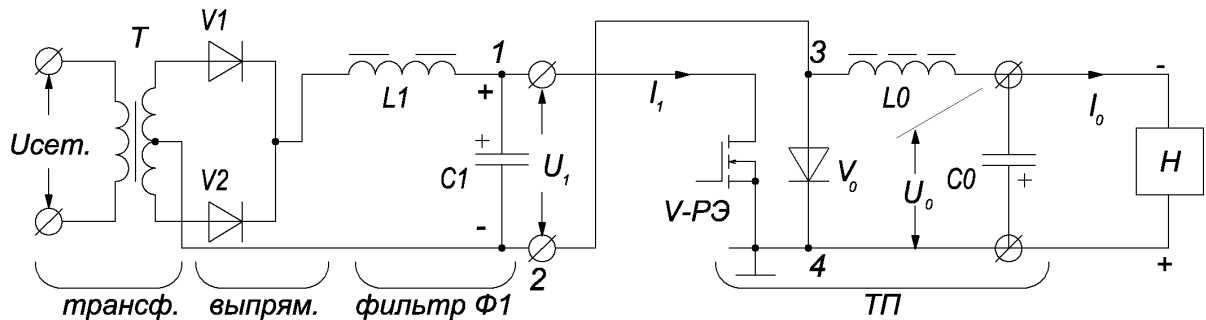 T
V1
V2
Uсет.
L1
1
+
+
C1
-
2
U₁
I₁
V-РЭ
3
V₀
4
L0
U₀
C0
+
I₀
-
Н
+
трансф.
выпрям.
фильтр Ф1
ТП